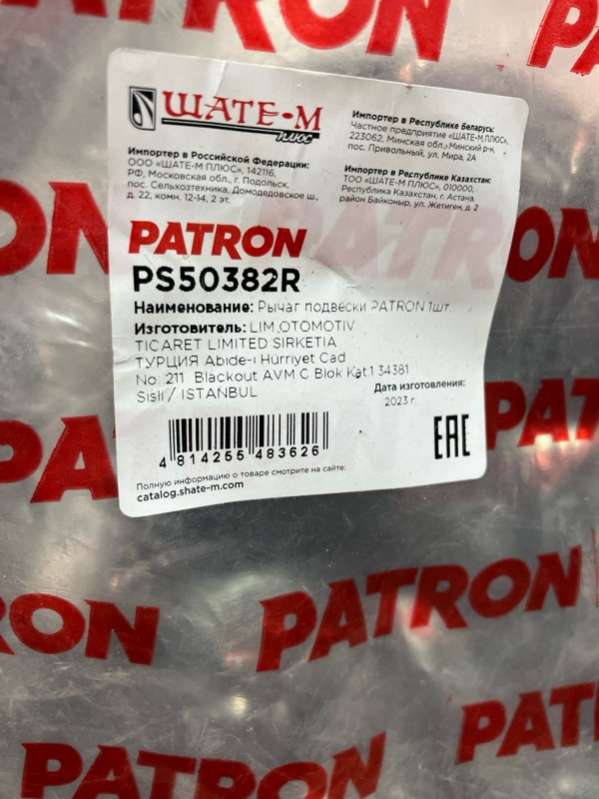 PATRON
ШАТЕ-М
ПЛЮС
Импортер в Российской Федерации:
ООО «ШАТЕ-М ПЛЮС», 142116,
РФ, Московская обл., г. Подольск,
пос. Сельхозтехника, Домодедовское ш.,
д. 22, комн. 12-14, 2 эт.
Импортер в Республике Беларусь:
Частное предприятие «ШАТЕ-М ПЛЮС»,
223062, Минская обл., Минский р-н,
пос. Привольный, ул. Мира, 2А
Импортер в Республике Казахстан:
ТОО «ШАТЕ-М ПЛЮС», 010000,
Республика Казахстан, г. Астана,
район Байконыр, ул. Жетиген, д. 2
PATRON
PS50382R
Наименование: Рычаг подвески PATRON 1шт.
Изготовитель: LIM OTOMOTIV
TICARET LIMITED SIRKETIA
ТУРЦИЯ Abide-i Hurriyet Cad
No: 211 Blackout AVM C Blok Kat:1 34381
Sisli / ISTANBUL
Дата изготовления:
2023 г.
4 814255 483626
EAC
Полную информацию о товаре смотрите на сайте:
catalog.shate-m.com
PATRON
PATRON
RON
PATRON
PATRON
PATRON